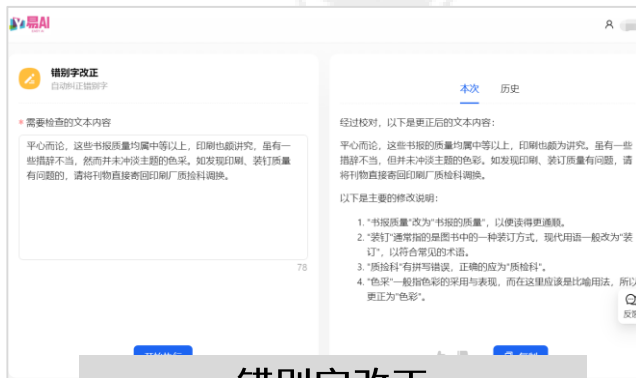 易AI
错别字改正
自动纠正错别字
* 需要检查的文本内容
平心而论，这些书报质量均属中等以上，印刷也颇讲究，虽有一
些措辞不当，然而并未冲淡主题的色采。如发现印刷，装钉质量
有问题的，请将刊物直接寄回印刷厂质捡科调换。
78
开始执行
本次 历史
经过校对，以下是更正后的文本内容：
平心而论，这些书报的质量均属中等以上，印刷也颇为讲究。虽有一些
措辞不当，但并未冲淡主题的色彩。如发现印刷、装订质量有问题，请
将刊物直接寄回印刷厂质检科调换。
以下是主要的修改说明：
1. "书报质量"改为"书报的质量"，以便读得更通顺。
2. "装钉"通常指的是图书中的一种装订方式，现代用语一般改为"装
订"，以符合常见的术语。
3. "质捡科"有拼写错误，正确的应为"质检科"。
4. "色采"一般指色彩的采用与表现，而在这里应该是比喻用法，所以
更正为"色彩"。
反馈
复制
错别字改正